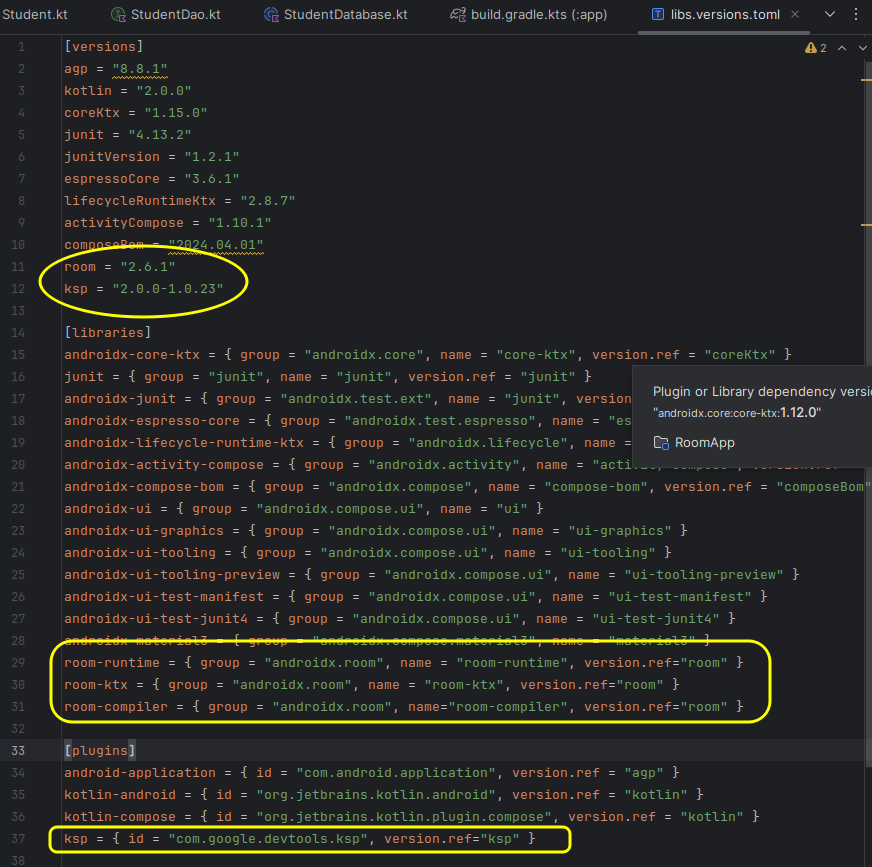 Student.kt StudentDao.kt StudentDatabase.kt build.gradle.kts (:app) libs.versions.toml
2
1 [versions]
2 agp = "8.8.1"
3 kotlin = "2.0.0"
4 coreKtx = "1.15.0"
5 junit = "4.13.2"
6 junitVersion = "1.2.1"
7 espressoCore = "3.6.1"
8 lifecycleRuntimeKtx = "2.8.7"
9 activityCompose = "1.10.1"
10 composeBom = "2024.04.01"
11 room = "2.6.1"
12 ksp = "2.0.0-1.0.23"
13
14 [libraries]
15 androidx-core-ktx = { group = "androidx.core", name = "core-ktx", version.ref = "coreKtx" }
16 junit = { group = "junit", name = "junit", version.ref = "junit" }
17 androidx-junit = { group = "androidx.test.ext", name = "junit", version
18 androidx-espresso-core = { group = "androidx.test.espresso", name = "es
19 androidx-lifecycle-runtime-ktx = { group = "androidx.lifecycle", name =
20 androidx-activity-compose = { group = "androidx.activity", name =
21 androidx-compose-bom = { group = "androidx.compose", name = "compose-bom", version.ref = "composeBom"
22 androidx-ui = { group = "androidx.compose.ui", name = "ui" }
23 androidx-ui-graphics = { group = "androidx.compose.ui", name = "ui-graphics" }
24 androidx-ui-tooling = { group = "androidx.compose.ui", name = "ui-tooling" }
25 androidx-ui-tooling-preview = { group = "androidx.compose.ui", name = "ui-tooling-preview" }
26 androidx-ui-test-manifest = { group = "androidx.compose.ui", name = "ui-test-manifest" }
27 androidx-ui-test-junit4 = { group = "androidx.compose.ui", name = "ui-test-junit4" }
28 androidx-material3 = { group = "androidx.compose.material3", name = "material3" }
29 room-runtime = { group = "androidx.room", name = "room-runtime", version.ref="room" }
30 room-ktx = { group = "androidx.room", name = "room-ktx", version.ref="room" }
31 room-compiler = { group = "androidx.room", name="room-compiler", version.ref="room" }
32
33 [plugins]
34 android-application = { id = "com.android.application", version.ref = "agp" }
35 kotlin-android = { id = "org.jetbrains.kotlin.android", version.ref = "kotlin" }
36 kotlin-compose = { id = "org.jetbrains.kotlin.plugin.compose", version.ref = "kotlin" }
37 ksp = { id = "com.google.devtools.ksp", version.ref="ksp" }
38
Plugin or Library dependency versi
"androidx.core:core-ktx:1.12.0"
RoomApp